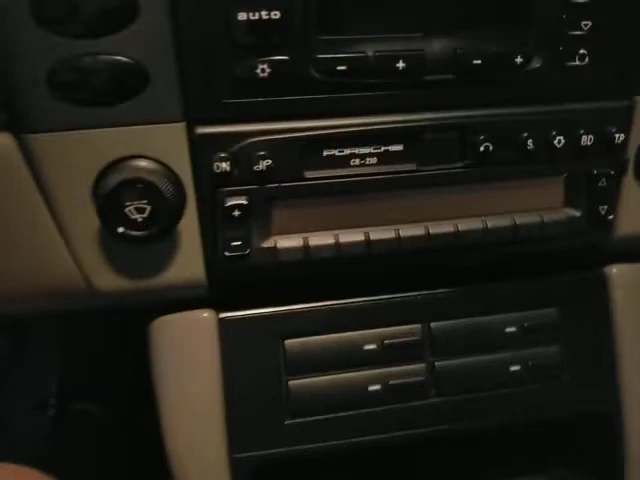 auto
- + - +
PORSCHE
CR-210
ON S BD TP
+
-